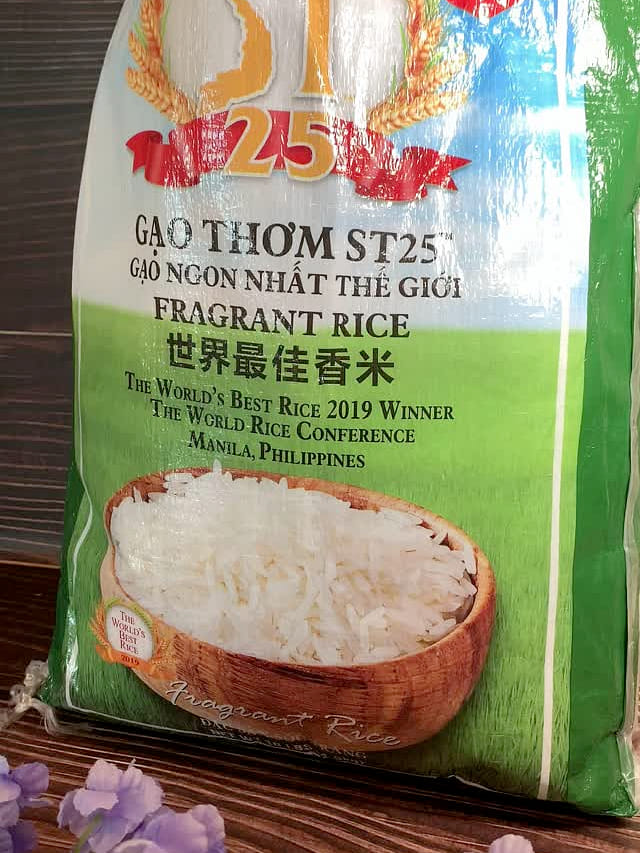 ST
25
GẠO THƠM ST25™
GẠO NGON NHẤT THẾ GIỚI
FRAGRANT RICE
世界最佳香米
THE WORLD'S BEST RICE 2019 WINNER
THE WORLD RICE CONFERENCE
MANILA, PHILIPPINES
THE
WORLD'S
BEST
RICE
2019
Fragrant Rice